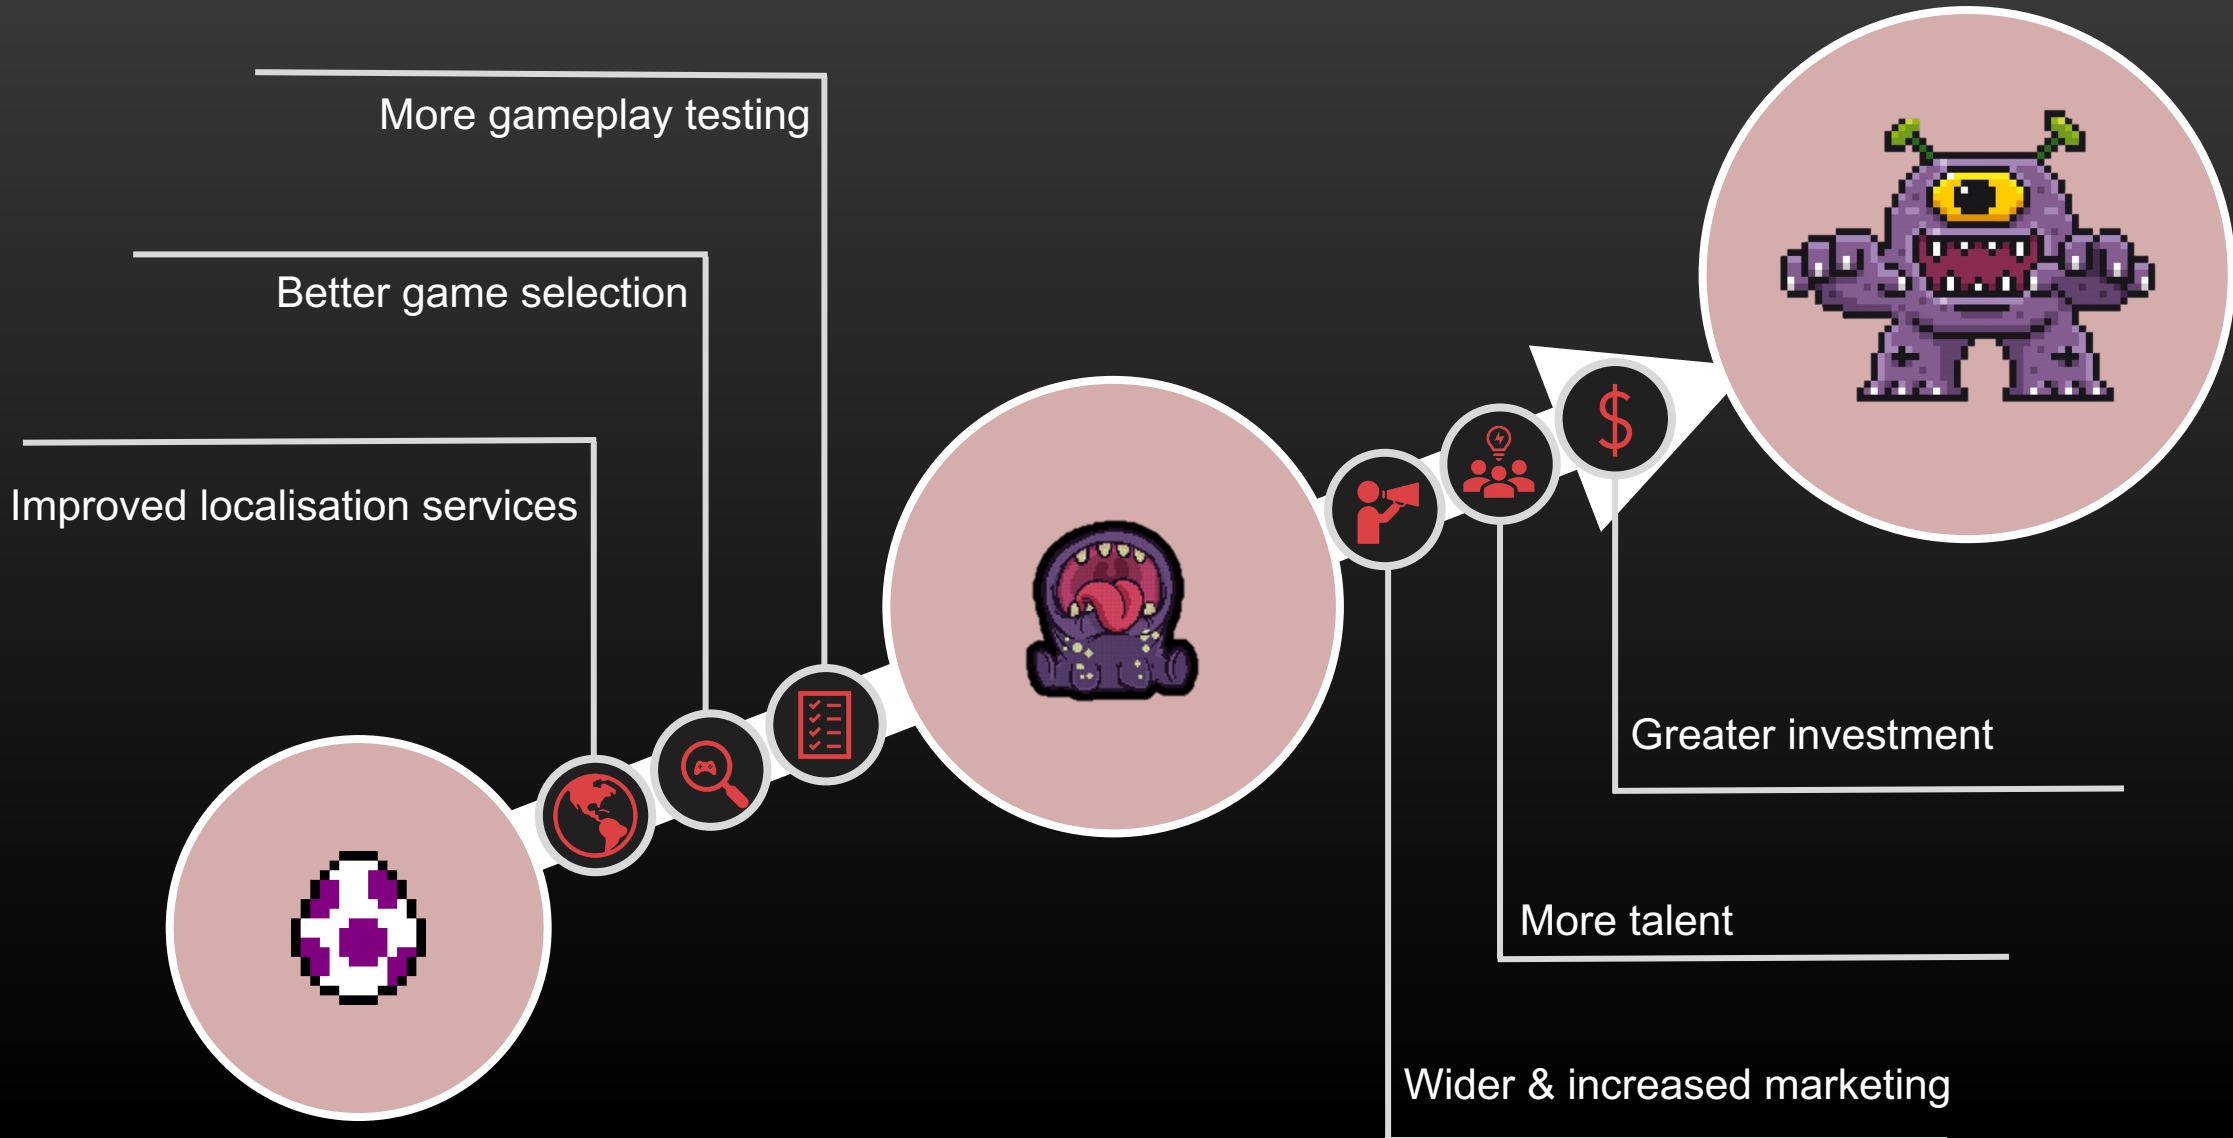 More gameplay testing
Better game selection
Improved localisation services
Greater investment
More talent
Wider & increased marketing